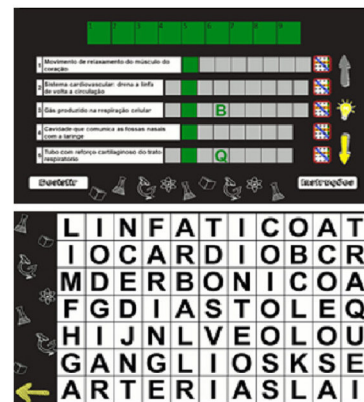 1 2 3 4 5 6 7 8 9
1 Movimento de relaxamento do músculo do
coração
2 Sistema cardiovascular: drena a linfa
de volta a circulação
3 Gás produzido na respiração celular
B
4 Cavidade que comunica as fossas nasais
com a laringe
5 Tubo com reforço cartilaginoso do trato
respiratório
Q
Desistir
Instruções
L I N F A T I C O A T
I O C A R D I O B C R
M D E R B O N I C O A
F G D I A S T O L E Q
H I J N L V E O L O U
G A N G L I O S K S E
A R T E R I A S L A I